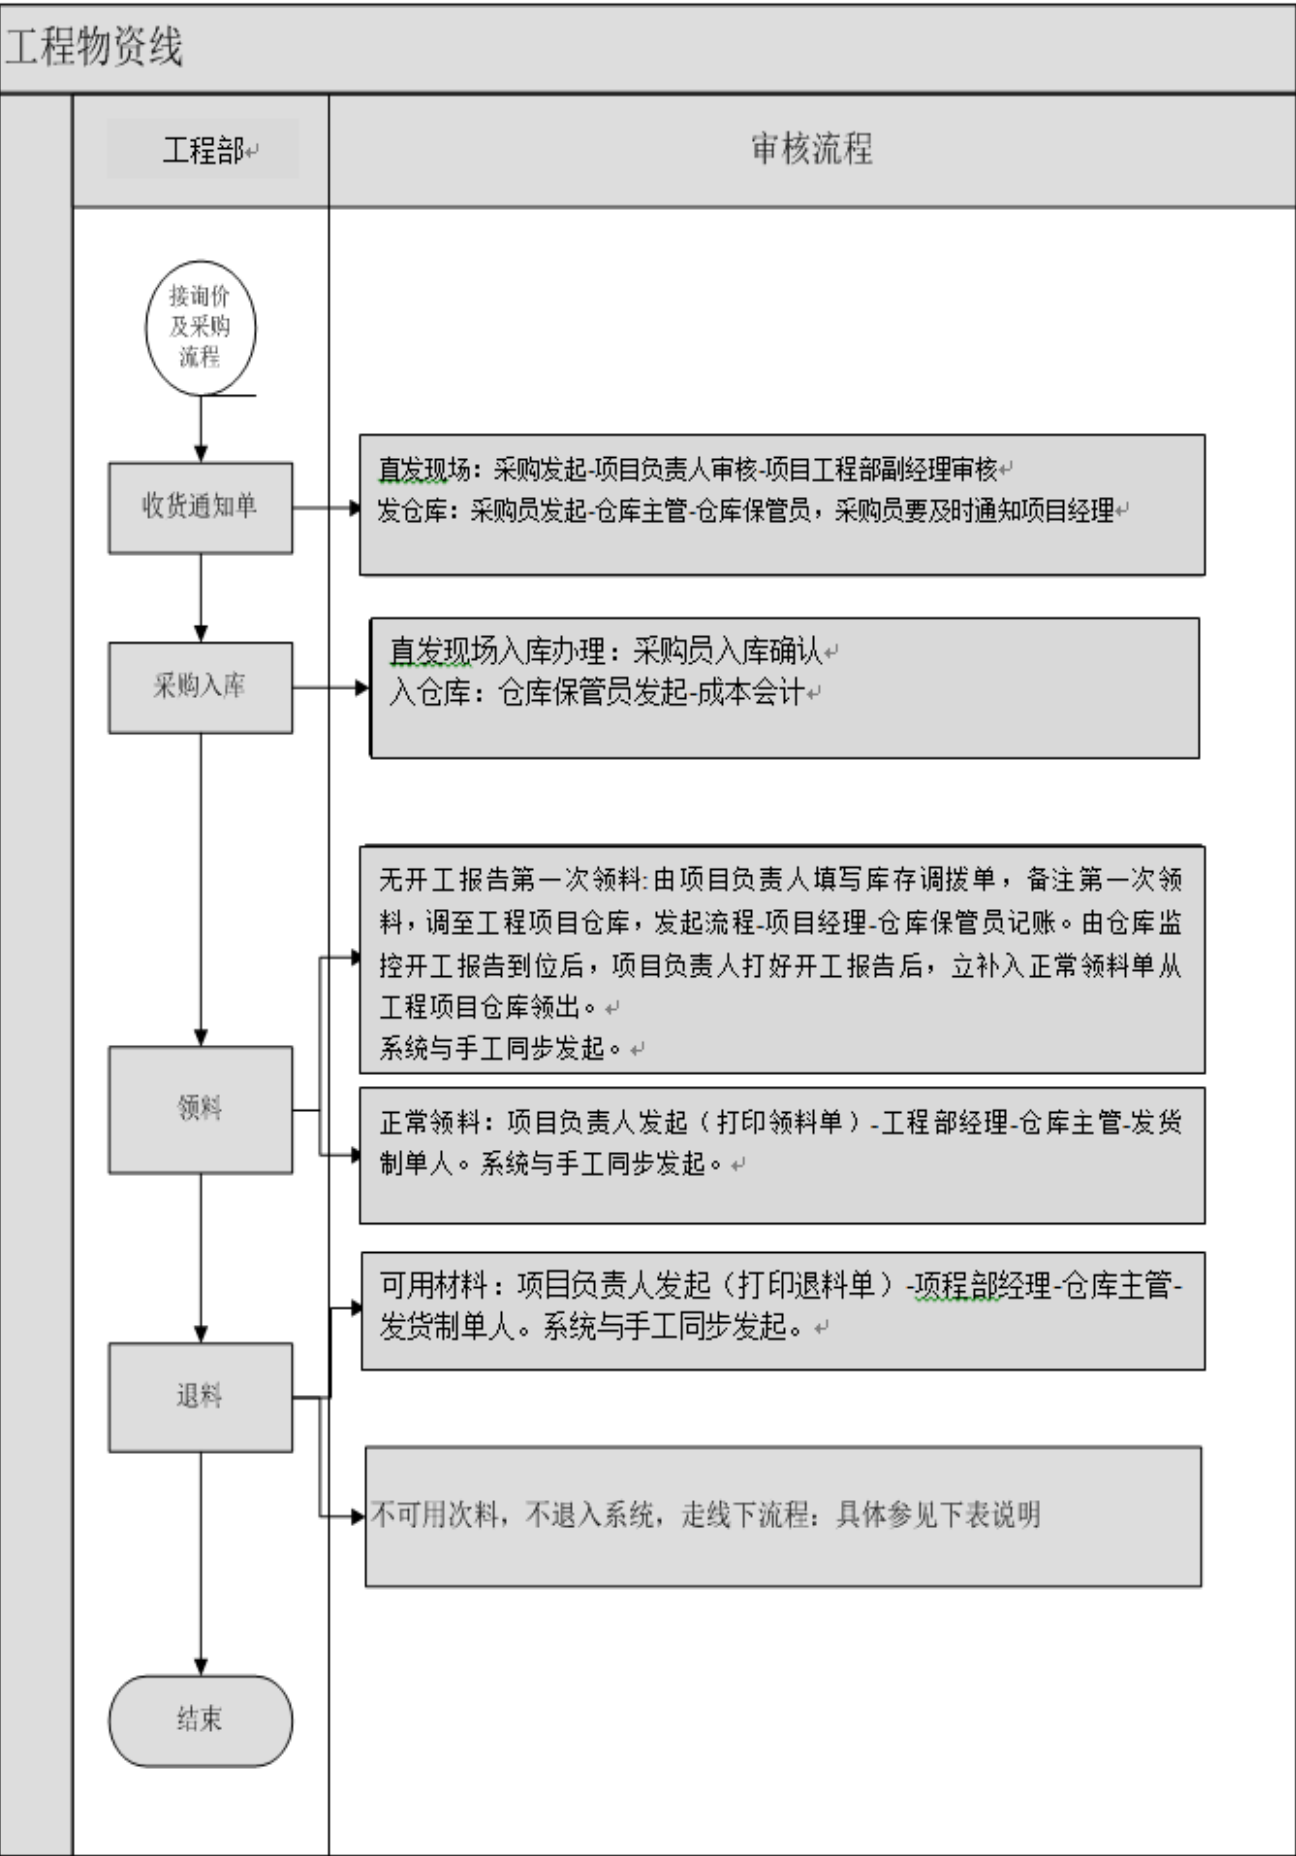 工程物资线
工程部
审核流程
接询价
及采购
流程
收货通知单
直发现场：采购发起-项目负责人审核-项目工程部副经理审核
发仓库：采购员发起-仓库主管-仓库保管员，采购员要及时通知项目经理
采购入库
直发现场入库办理：采购员入库确认
入仓库：仓库保管员发起-成本会计
领料
无开工报告第一次领料:由项目负责人填写库存调拨单，备注第一次领
料，调至工程项目仓库，发起流程-项目经理-仓库保管员记账。由仓库监
控开工报告到位后，项目负责人打好开工报告后，立补入正常领料单从
工程项目仓库领出。
系统与手工同步发起。
正常领料：项目负责人发起（打印领料单）-工程部经理-仓库主管-发货
制单人。系统与手工同步发起。
退料
可用材料：项目负责人发起（打印退料单）-项程部经理-仓库主管-
发货制单人。系统与手工同步发起。
不可用次料，不退入系统，走线下流程：具体参见下表说明
结束